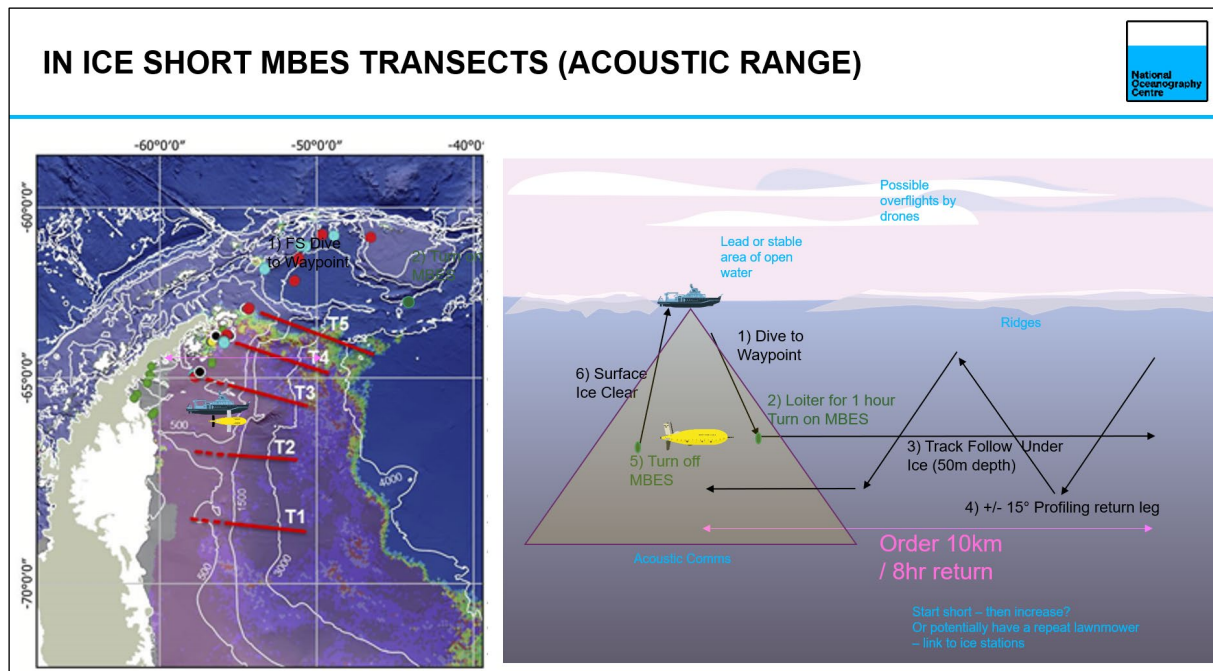 IN ICE SHORT MBES TRANSECTS (ACOUSTIC RANGE)
National
Oceanography
Centre
-60°0'0"
-50°0'0"
-40°0'0"
-60°0'0"
-65°0'0"
-70°0'0"
1) FS Dive
to Waypoint
2) Turn on
MBES
T5
T4
T3
T2
T1
500
1500
4000
500
3000
Possible
overflights by
drones
Lead or stable
area of open
water
Ridges
1) Dive to
Waypoint
6) Surface
Ice Clear
2) Loiter for 1 hour
Turn on MBES
3) Track Follow Under
Ice (50m depth)
5) Turn off
MBES
4) +/- 15° Profiling return leg
Order 10km
/ 8hr return
Acoustic Comms
Start short – then increase?
Or potentially have a repeat lawnmower
– link to ice stations